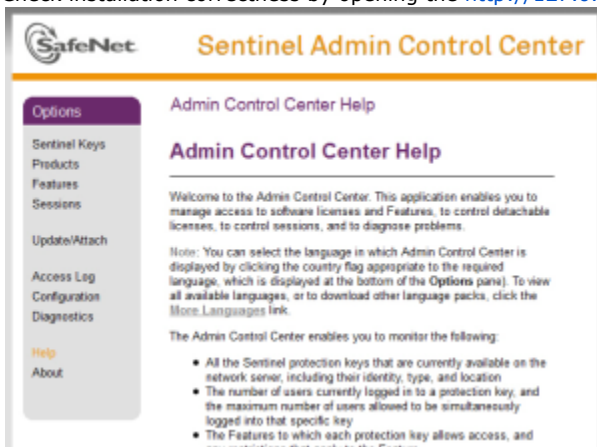 Check installation correctness by opening the
SafeNet
Sentinel Admin Control Center
Options
Sentinel Keys
Products
Features
Sessions
Update/Attach
Access Log
Configuration
Diagnostics
Help
About
Admin Control Center Help
Admin Control Center Help
Welcome to the Admin Control Center. This application enables you to
manage access to software licenses and Features, to control detachable
licenses, to control sessions, and to diagnose problems.
Note: You can select the language in which Admin Control Center is
displayed by clicking the country flag appropriate to the required
language, which is displayed at the bottom of the Options pane). To view
all available languages, or to download other language packs, click the
More Languages link.
The Admin Control Center enables you to monitor the following:
• All the Sentinel protection keys that are currently available on the
network server, including their identity, type, and location
• The number of users currently logged in to a protection key, and
the maximum number of users allowed to be simultaneously
logged into that specific key
• The Features to which each protection key allows access, and